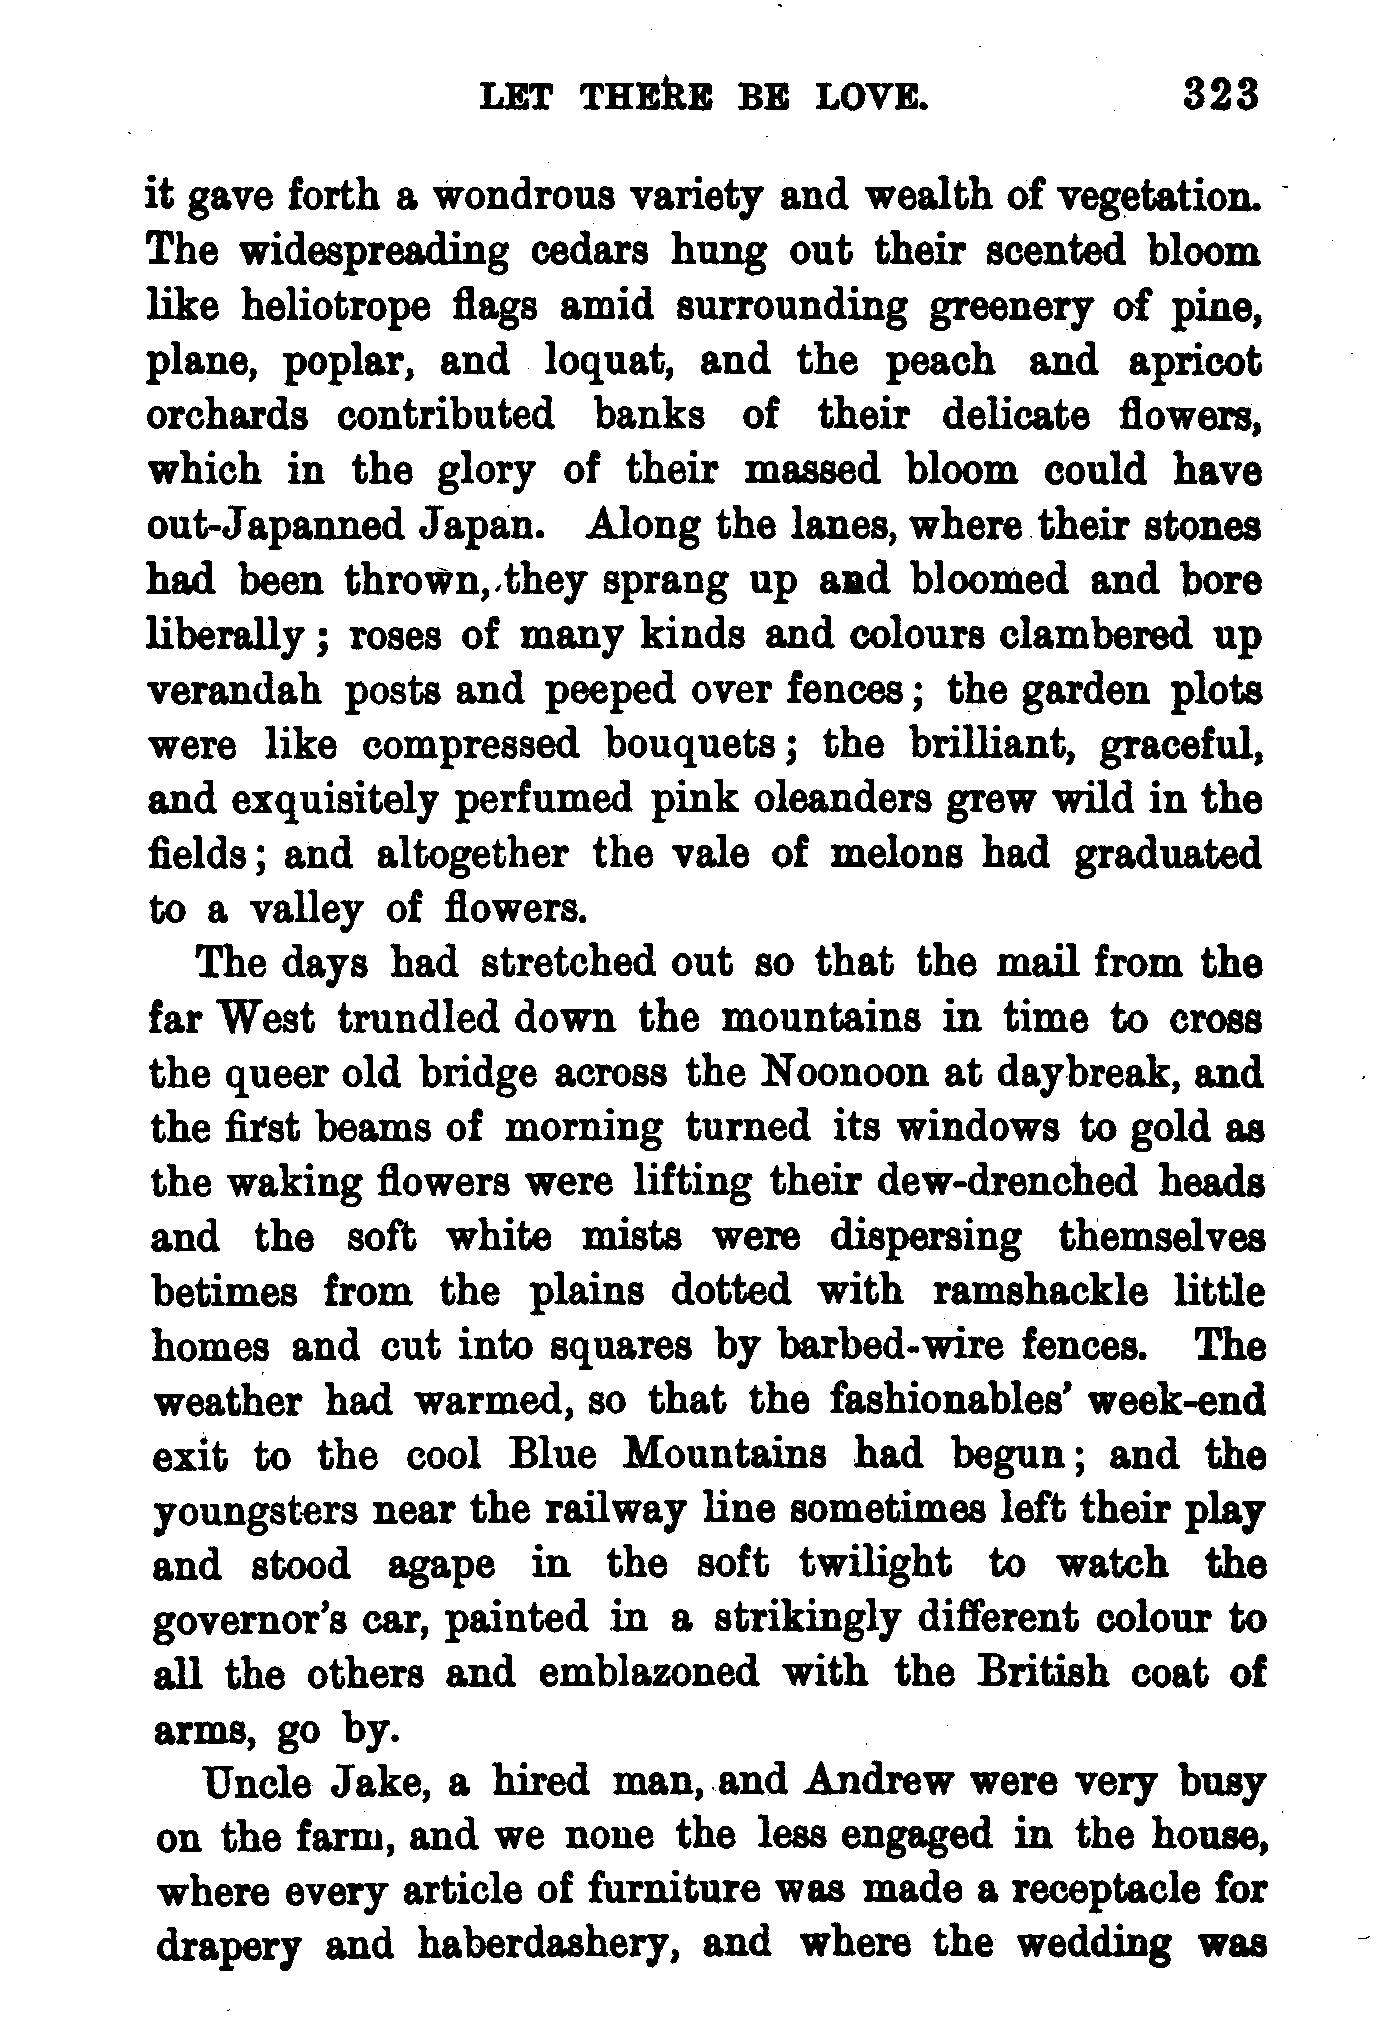 LET THERE BE LOVE. 323
it gave forth a wondrous variety and wealth of vegetation.
The widespreading cedars hung out their scented bloom
like heliotrope flags amid surrounding greenery of pine,
plane, poplar, and loquat, and the peach and apricot
orchards contributed banks of their delicate flowers,
which in the glory of their massed bloom could have
out-Japanned Japan. Along the lanes, where their stones
had been thrown, they sprang up and bloomed and bore
liberally; roses of many kinds and colours clambered up
verandah posts and peeped over fences; the garden plots
were like compressed bouquets; the brilliant, graceful,
and exquisitely perfumed pink oleanders grew wild in the
fields; and altogether the vale of melons had graduated
to a valley of flowers.
The days had stretched out so that the mail from the
far West trundled down the mountains in time to cross
the queer old bridge across the Noonoon at daybreak, and
the first beams of morning turned its windows to gold as
the waking flowers were lifting their dew-drenched heads
and the soft white mists were dispersing themselves
betimes from the plains dotted with ramshackle little
homes and cut into squares by barbed-wire fences. The
weather had warmed, so that the fashionables' week-end
exit to the cool Blue Mountains had begun; and the
youngsters near the railway line sometimes left their play
and stood agape in the soft twilight to watch the
governor's car, painted in a strikingly different colour to
all the others and emblazoned with the British coat of
arms, go by.
Uncle Jake, a hired man, and Andrew were very busy
on the farm, and we none the less engaged in the house,
where every article of furniture was made a receptacle for
drapery and haberdashery, and where the wedding was